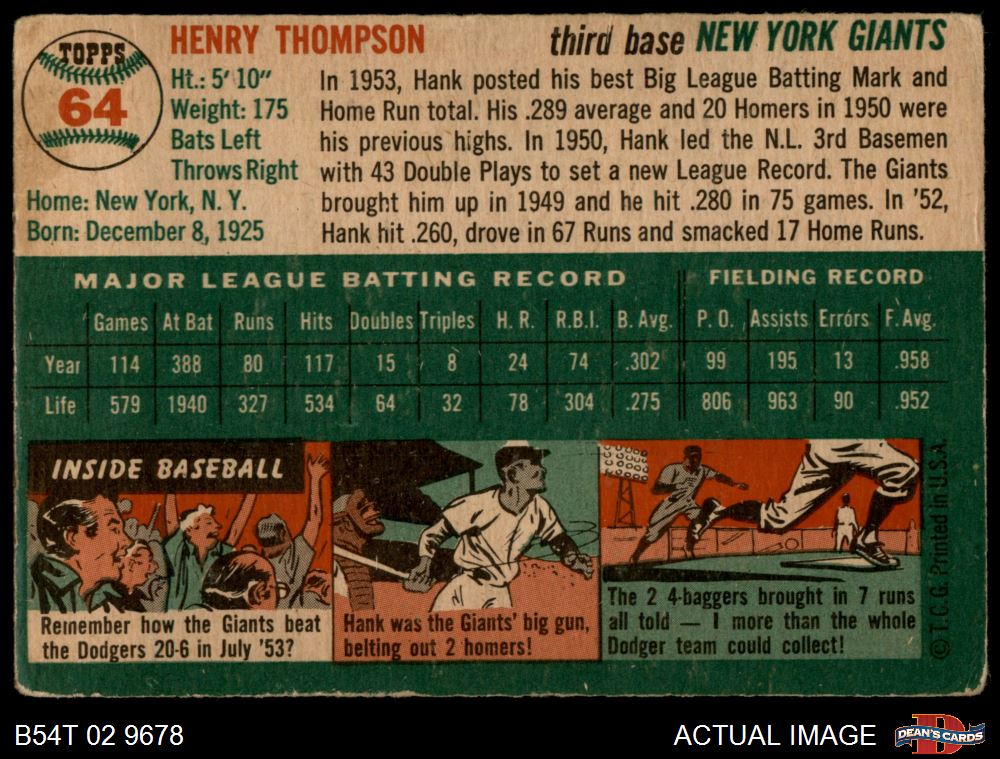 TOPPS
64
HENRY THOMPSON
third base NEW YORK GIANTS
Ht.: 5' 10"
Weight: 175
Bats Left
Throws Right
Home: New York, N. Y.
Born: December 8, 1925
In 1953, Hank posted his best Big League Batting Mark and
Home Run total. His .289 average and 20 Homers in 1950 were
his previous highs. In 1950, Hank led the N.L. 3rd Basemen
with 43 Double Plays to set a new League Record. The Giants
brought him up in 1949 and he hit .280 in 75 games. In '52,
Hank hit .260, drove in 67 Runs and smacked 17 Home Runs.
MAJOR LEAGUE BATTING RECORD FIELDING RECORD
Games At Bat Runs Hits Doubles Triples H. R. R.B.I. B. Avg. P. O. Assists Errors F. Avg.
Year 114 388 80 117 15 8 24 74 .302 99 195 13 .958
Life 579 1940 327 534 64 32 78 304 .275 806 963 90 .952
INSIDE BASEBALL
Remember how the Giants beat
the Dodgers 20-6 in July '53?
Hank was the Giants' big gun,
belting out 2 homers!
The 2 4-baggers brought in 7 runs
all told — 1 more than the whole
Dodger team could collect!
© T. C. G. Printed in U.S.A.
B54T 02 9678
ACTUAL IMAGE
D
DEAN'S CARDS